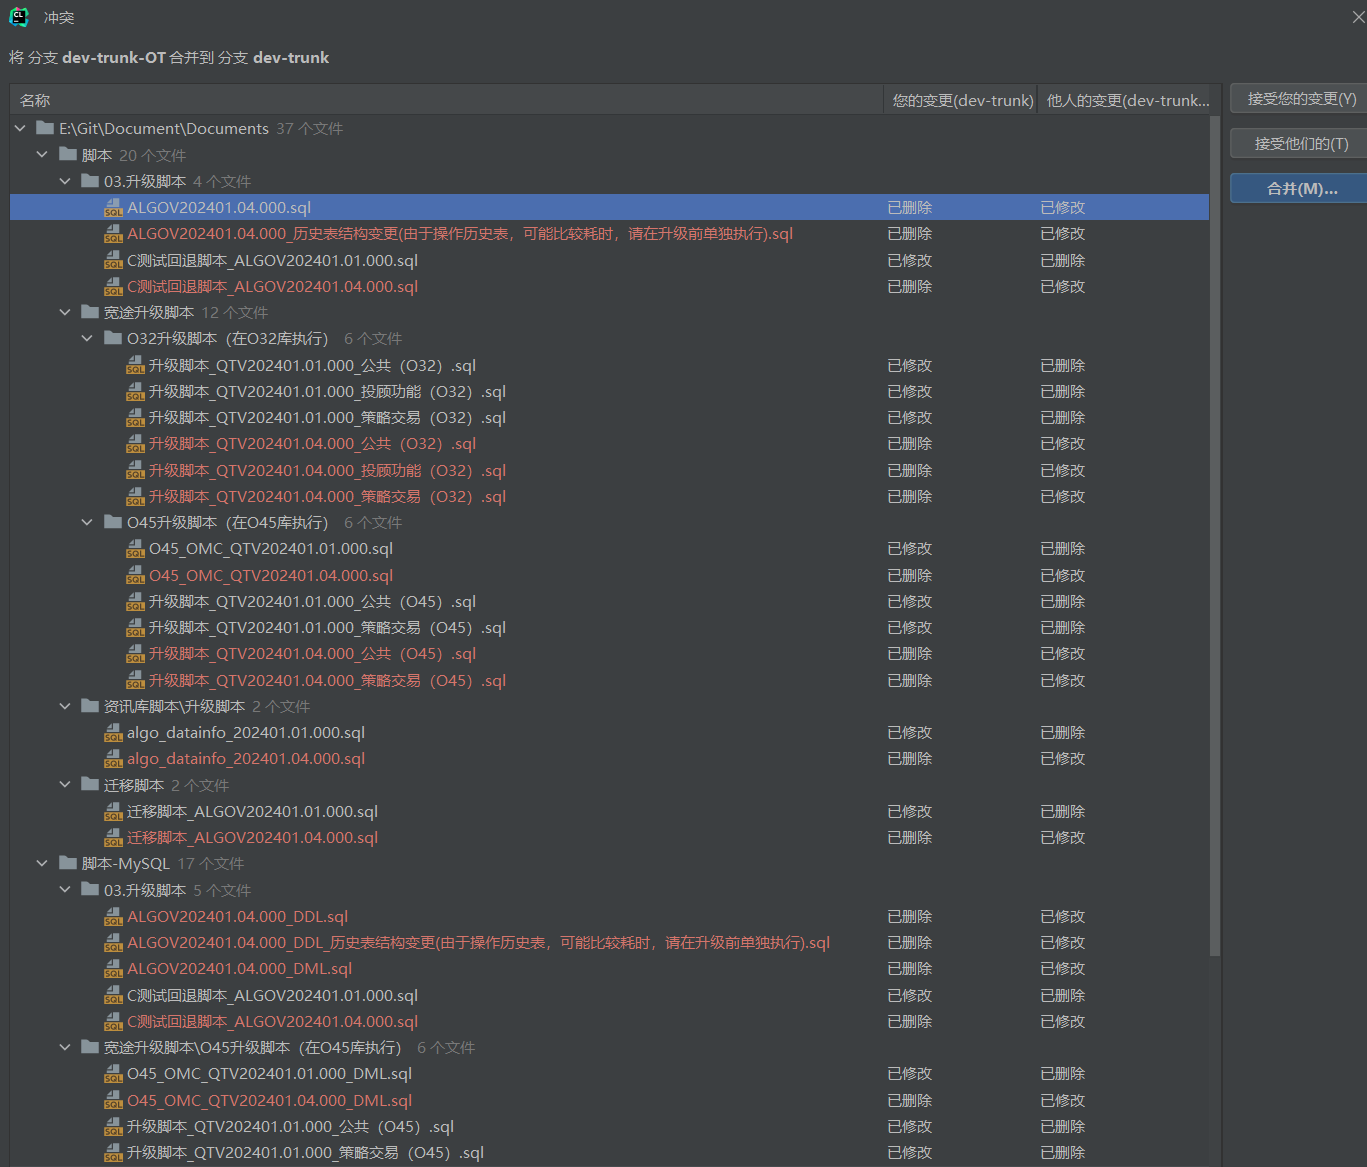 冲突
将 分支 dev-trunk-OT 合并到 分支 dev-trunk
名称 您的变更(dev-trunk) 他人的变更(dev-trunk... 接受您的变更(Y)
E:\Git\Document\Documents 37 个文件
接受他们的(T)
脚本 20 个文件
03.升级脚本 4 个文件
合并(M)...
ALGOV202401.04.000.sql 已删除 已修改
ALGOV202401.04.000_历史表结构变更(由于操作历史表，可能比较耗时，请在升级前单独执行).sql 已删除 已修改
C测试回退脚本_ALGOV202401.01.000.sql 已修改 已删除
C测试回退脚本_ALGOV202401.04.000.sql 已删除 已修改
宽途升级脚本 12 个文件
O32升级脚本（在O32库执行） 6 个文件
升级脚本_QTV202401.01.000_公共（O32）.sql 已修改 已删除
升级脚本_QTV202401.01.000_投顾功能（O32）.sql 已修改 已删除
升级脚本_QTV202401.01.000_策略交易（O32）.sql 已修改 已删除
升级脚本_QTV202401.04.000_公共（O32）.sql 已删除 已修改
升级脚本_QTV202401.04.000_投顾功能（O32）.sql 已删除 已修改
升级脚本_QTV202401.04.000_策略交易（O32）.sql 已删除 已修改
O45升级脚本（在O45库执行） 6 个文件
O45_OMC_QTV202401.01.000.sql 已修改 已删除
O45_OMC_QTV202401.04.000.sql 已删除 已修改
升级脚本_QTV202401.01.000_公共（O45）.sql 已修改 已删除
升级脚本_QTV202401.01.000_策略交易（O45）.sql 已修改 已删除
升级脚本_QTV202401.04.000_公共（O45）.sql 已删除 已修改
升级脚本_QTV202401.04.000_策略交易（O45）.sql 已删除 已修改
资讯库脚本\升级脚本 2 个文件
algo_datainfo_202401.01.000.sql 已修改 已删除
algo_datainfo_202401.04.000.sql 已删除 已修改
迁移脚本 2 个文件
迁移脚本_ALGOV202401.01.000.sql 已修改 已删除
迁移脚本_ALGOV202401.04.000.sql 已删除 已修改
脚本-MySQL 17 个文件
03.升级脚本 5 个文件
ALGOV202401.04.000_DDL.sql 已删除 已修改
ALGOV202401.04.000_DDL_历史表结构变更(由于操作历史表，可能比较耗时，请在升级前单独执行).sql 已删除 已修改
ALGOV202401.04.000_DML.sql 已删除 已修改
C测试回退脚本_ALGOV202401.01.000.sql 已修改 已删除
C测试回退脚本_ALGOV202401.04.000.sql 已删除 已修改
宽途升级脚本\O45升级脚本（在O45库执行） 6 个文件
O45_OMC_QTV202401.01.000_DML.sql 已修改 已删除
O45_OMC_QTV202401.04.000_DML.sql 已删除 已修改
升级脚本_QTV202401.01.000_公共（O45）.sql 已修改 已删除
升级脚本_QTV202401.01.000_策略交易（O45）.sql 已修改 已删除